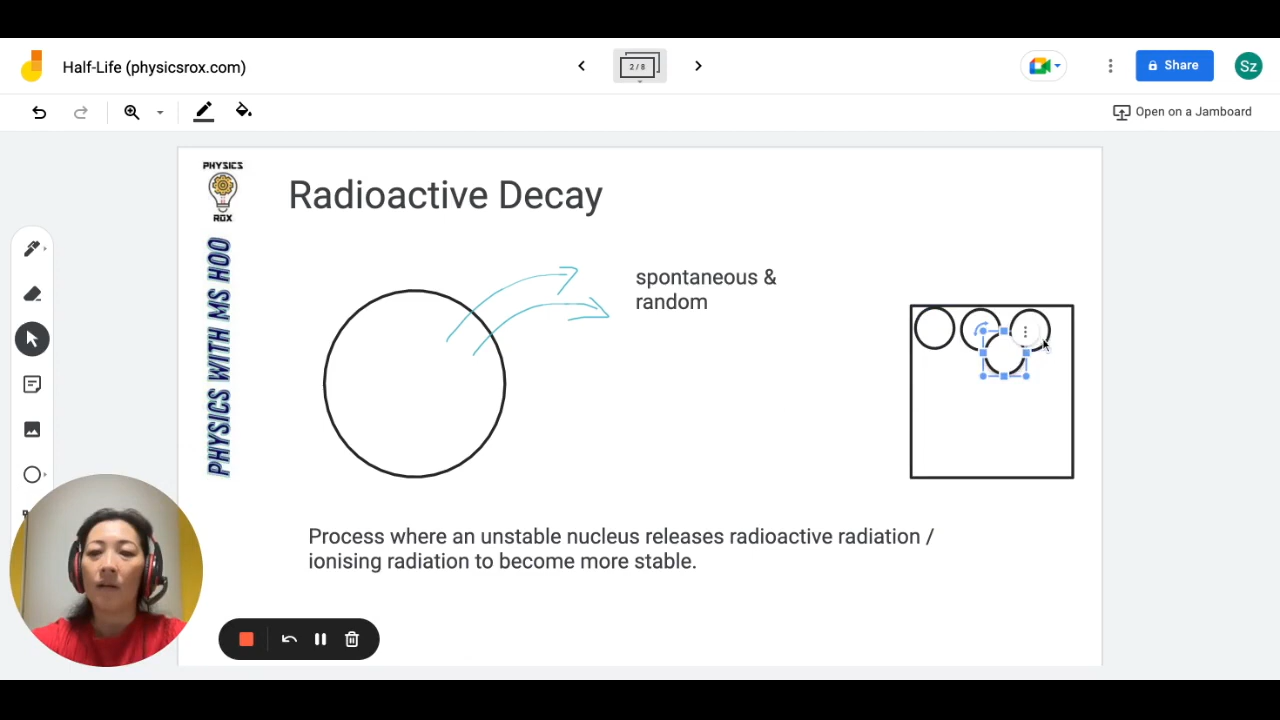 Half-Life (physicsrox.com)
2 / 8
Share
Sz
Open on a Jamboard
PHYSICS
ROX
Radioactive Decay
PHYSICS WITH MS HOO
spontaneous &
random
Process where an unstable nucleus releases radioactive radiation /
ionising radiation to become more stable.